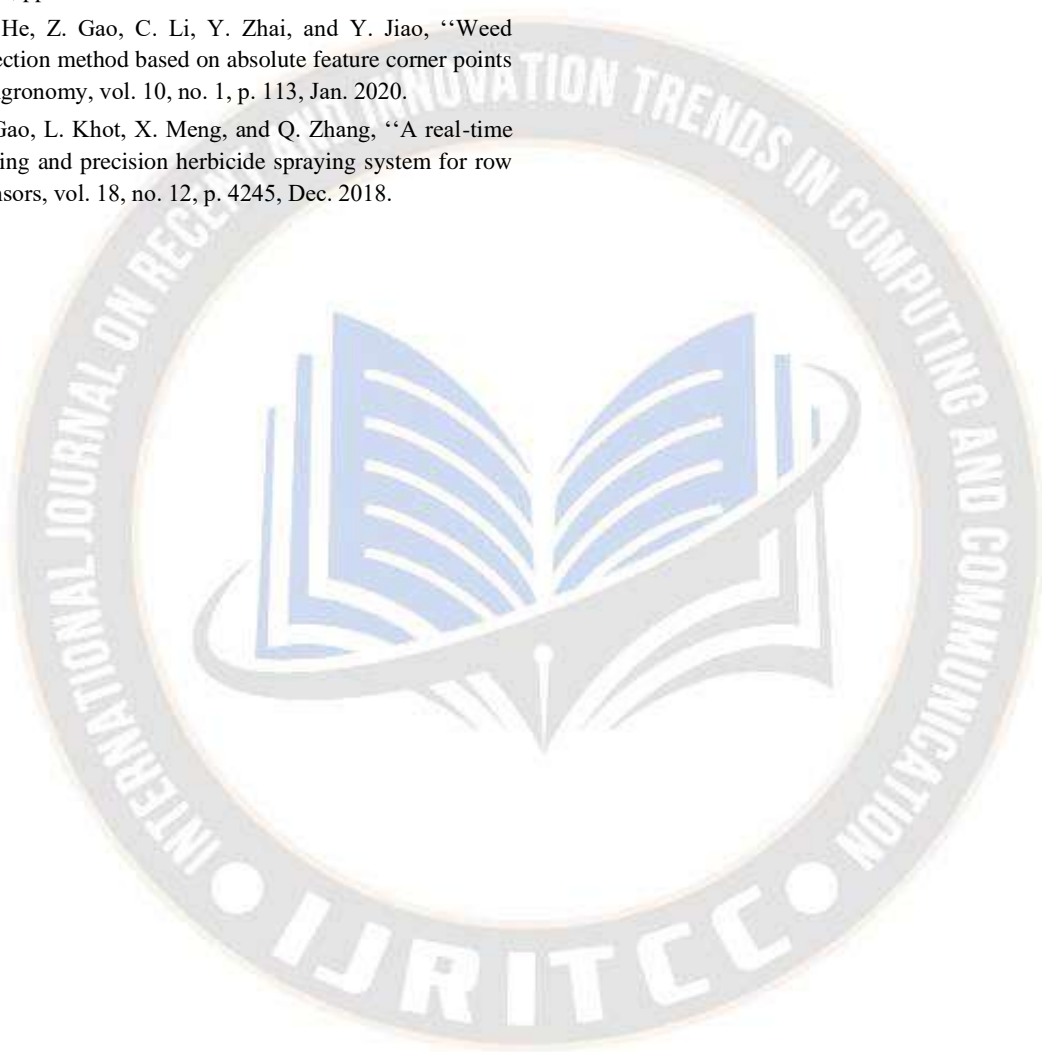 He, Z. Gao, C. Li, Y. Zhai, and Y. Jiao, ‘‘Weed
ection method based on absolute feature corner points
gronomy, vol. 10, no. 1, p. 113, Jan. 2020.
Gao, L. Khot, X. Meng, and Q. Zhang, ‘‘A real-time
ing and precision herbicide spraying system for row
nsors, vol. 18, no. 12, p. 4245, Dec. 2018.
INTERNATIONAL JOURNAL ON RECENT AND INNOVATION TRENDS IN COMPUTING AND COMMUNICATION
IJRITCC